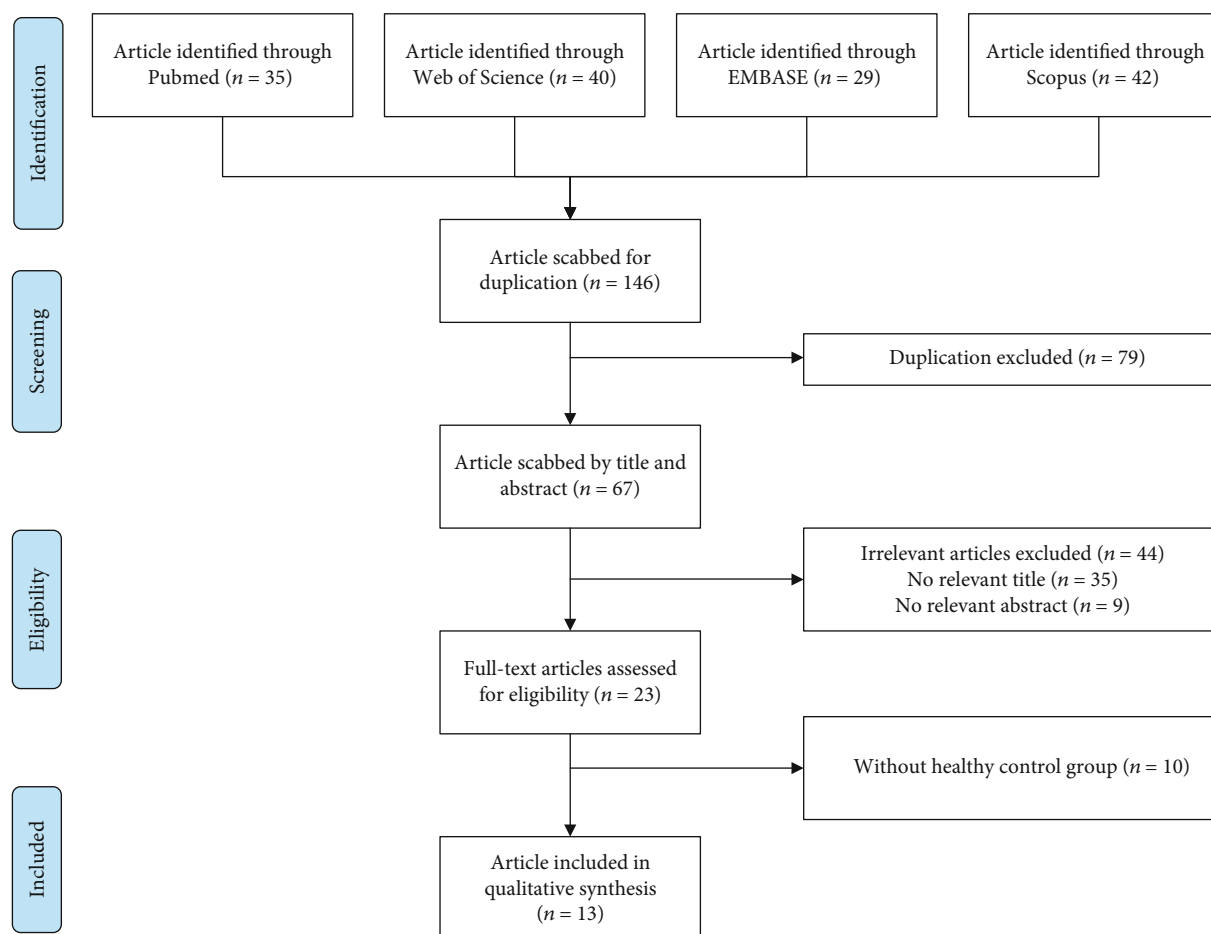 Identification
Article identified through
Pubmed (n = 35)
Article identified through
Web of Science (n = 40)
Article identified through
EMBASE (n = 29)
Article identified through
Scopus (n = 42)
Article scabbed for
duplication (n = 146)
Screening
Duplication excluded (n = 79)
Article scabbed by title and
abstract (n = 67)
Eligibility
Irrelevant articles excluded (n = 44)
No relevant title (n = 35)
No relevant abstract (n = 9)
Full-text articles assessed
for eligibility (n = 23)
Without healthy control group (n = 10)
Included
Article included in
qualitative synthesis
(n = 13)